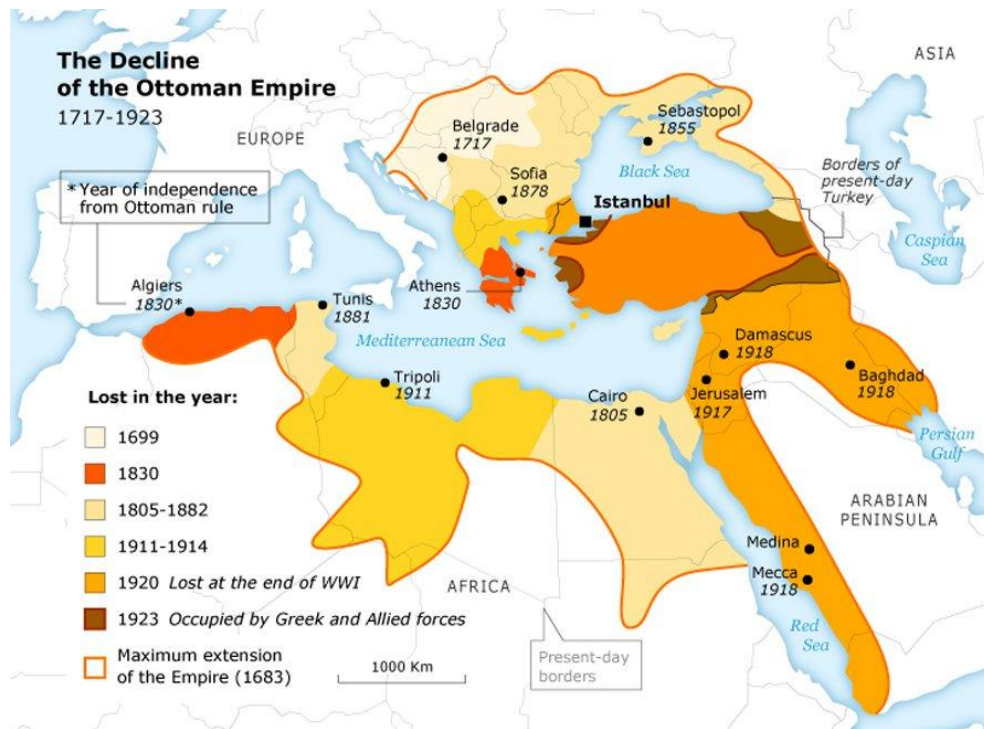 The Decline
of the Ottoman Empire
1717-1923
EUROPE
ASIA
AFRICA
ARABIAN
PENINSULA
*Year of independence
from Ottoman rule
Belgrade
1717
Sofia
1878
Sebastopol
1855
Black Sea
Istanbul
Borders of
present-day
Turkey
Caspian
Sea
Algiers
1830*
Tunis
1881
Athens
1830
Mediterreanean Sea
Tripoli
1911
Cairo
1805
Damascus
1918
Jerusalem
1917
Baghdad
1918
Persian
Gulf
Medina
Mecca
1918
Red
Sea
Lost in the year:
1699
1830
1805-1882
1911-1914
1920 Lost at the end of WWI
1923 Occupied by Greek and Allied forces
Maximum extension
of the Empire (1683)
1000 Km
Present-day
borders